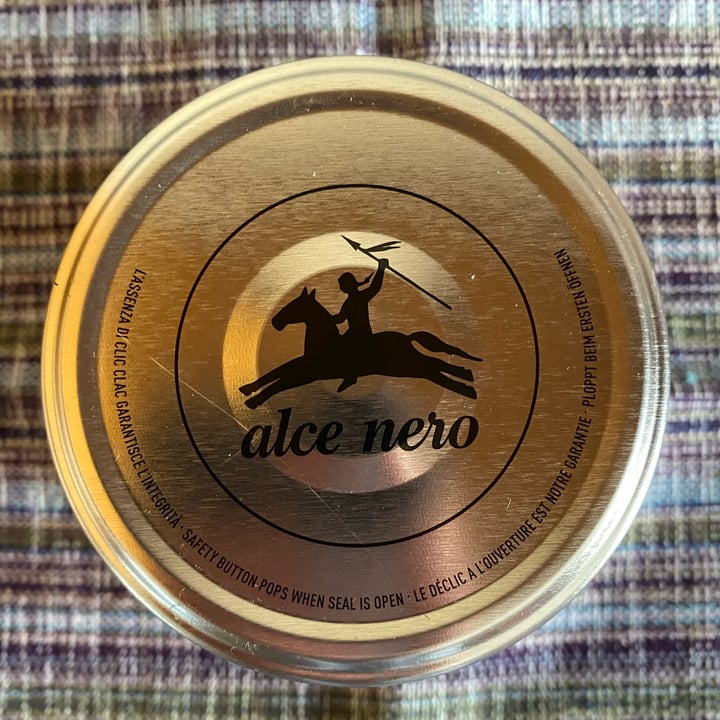 alce nero
L'ASSENZA DI CLIC CLAC GARANTISCE L'INTEGRITÀ · SAFETY BUTTON POPS WHEN SEAL IS OPEN · LE DÉCLIC A L'OUVERTURE EST NOTRE GARANTIE · PLOPPT BEIM ERSTEN ÖFFNEN